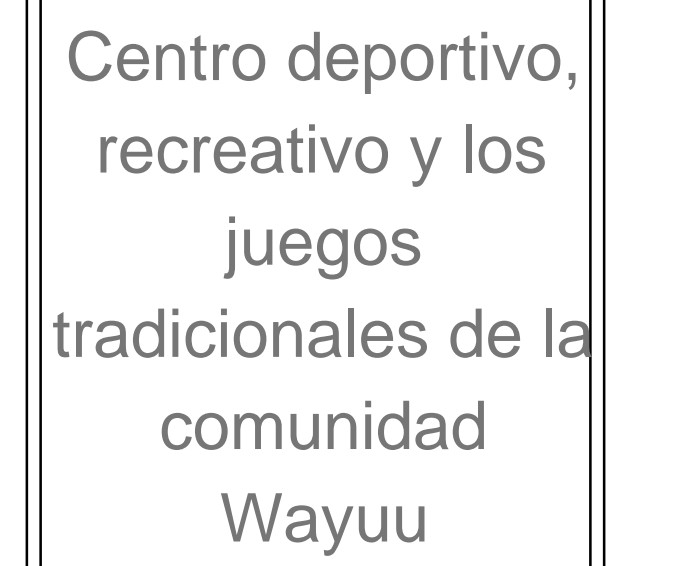 Centro deportivo,
recreativo y los
juegos
tradicionales de la
comunidad
Wayuu